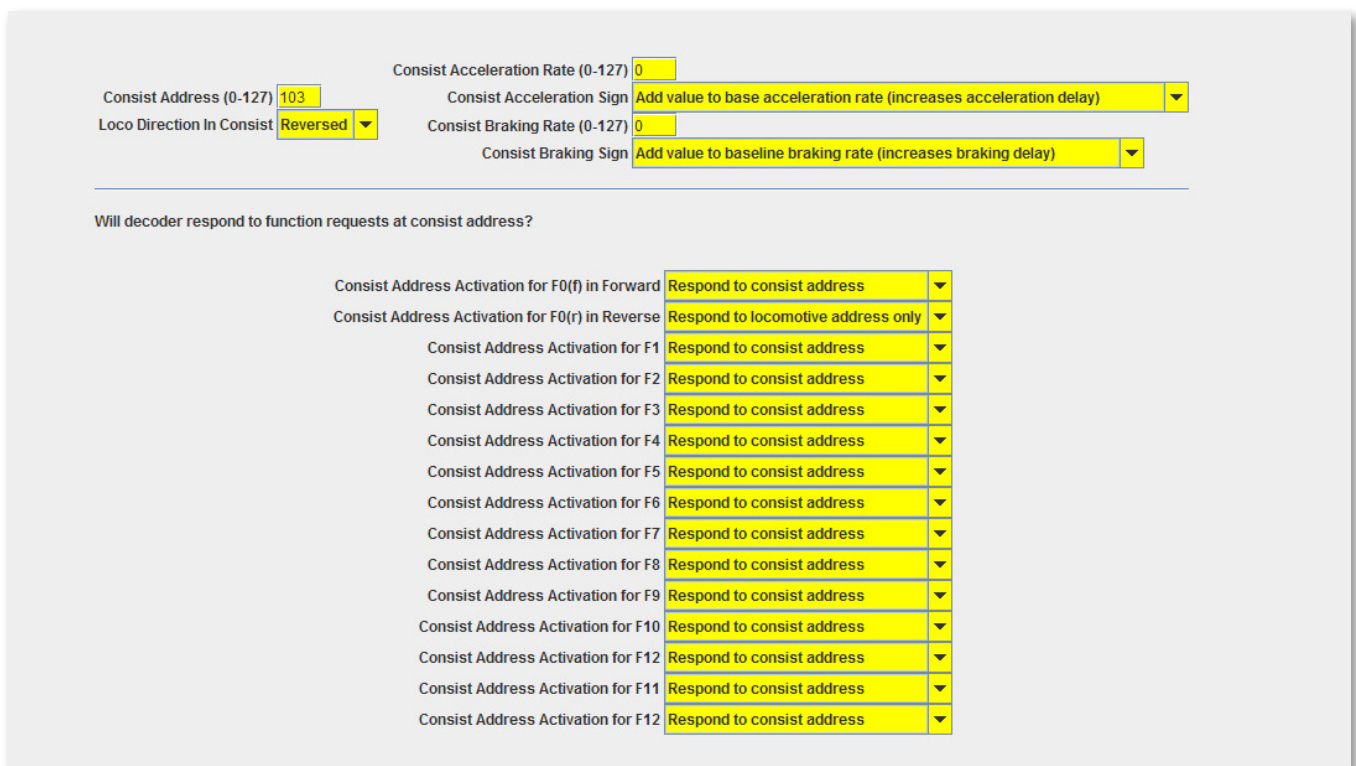 Consist Acceleration Rate (0-127) 0
Consist Address (0-127) 103 Consist Acceleration Sign Add value to base acceleration rate (increases acceleration delay)
Loco Direction In Consist Reversed Consist Braking Rate (0-127) 0
Consist Braking Sign Add value to baseline braking rate (increases braking delay)
Will decoder respond to function requests at consist address?
Consist Address Activation for F0(f) in Forward Respond to consist address
Consist Address Activation for F0(r) in Reverse Respond to locomotive address only
Consist Address Activation for F1 Respond to consist address
Consist Address Activation for F2 Respond to consist address
Consist Address Activation for F3 Respond to consist address
Consist Address Activation for F4 Respond to consist address
Consist Address Activation for F5 Respond to consist address
Consist Address Activation for F6 Respond to consist address
Consist Address Activation for F7 Respond to consist address
Consist Address Activation for F8 Respond to consist address
Consist Address Activation for F9 Respond to consist address
Consist Address Activation for F10 Respond to consist address
Consist Address Activation for F12 Respond to consist address
Consist Address Activation for F11 Respond to consist address
Consist Address Activation for F12 Respond to consist address